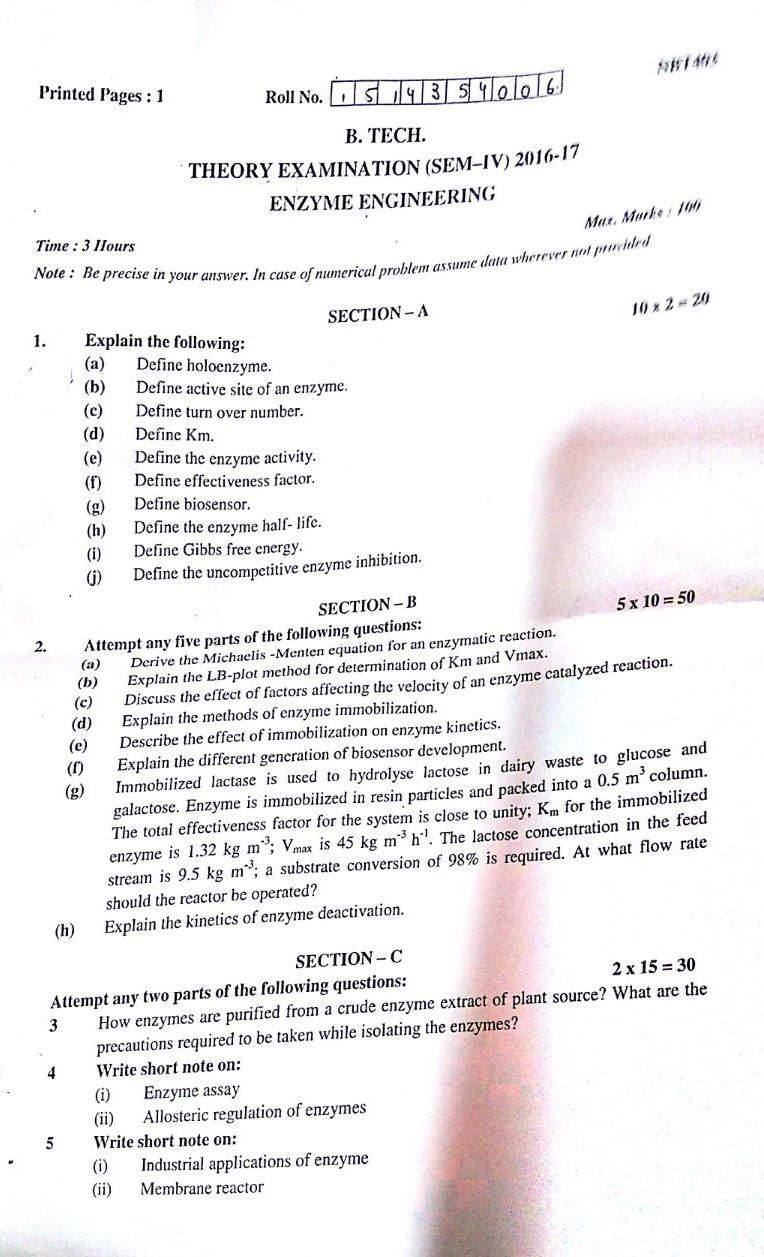 Printed Pages : 1
Roll No. 1 5 1 4 3 5 4 0 0 6
B. TECH.
THEORY EXAMINATION (SEM–IV) 2016-17
ENZYME ENGINEERING
Max. Marks : 100
Time : 3 Hours
Note : Be precise in your answer. In case of numerical problem assume data wherever not provided.
SECTION – A
10 x 2 = 20
1. Explain the following:
(a) Define holoenzyme.
(b) Define active site of an enzyme.
(c) Define turn over number.
(d) Define Km.
(e) Define the enzyme activity.
(f) Define effectiveness factor.
(g) Define biosensor.
(h) Define the enzyme half- life.
(i) Define Gibbs free energy.
(j) Define the uncompetitive enzyme inhibition.
SECTION – B
5 x 10 = 50
2. Attempt any five parts of the following questions:
(a) Derive the Michaelis -Menten equation for an enzymatic reaction.
(b) Explain the LB-plot method for determination of Km and Vmax.
(c) Discuss the effect of factors affecting the velocity of an enzyme catalyzed reaction.
(d) Explain the methods of enzyme immobilization.
(e) Describe the effect of immobilization on enzyme kinetics.
(f) Explain the different generation of biosensor development.
(g) Immobilized lactase is used to hydrolyse lactose in dairy waste to glucose and
galactose. Enzyme is immobilized in resin particles and packed into a 0.5 m³ column.
The total effectiveness factor for the system is close to unity; Km for the immobilized
enzyme is 1.32 kg m⁻³; Vmax is 45 kg m⁻³ h⁻¹. The lactose concentration in the feed
stream is 9.5 kg m⁻³; a substrate conversion of 98% is required. At what flow rate
should the reactor be operated?
(h) Explain the kinetics of enzyme deactivation.
SECTION – C
2 x 15 = 30
Attempt any two parts of the following questions:
3 How enzymes are purified from a crude enzyme extract of plant source? What are the
precautions required to be taken while isolating the enzymes?
4 Write short note on:
(i) Enzyme assay
(ii) Allosteric regulation of enzymes
5 Write short note on:
(i) Industrial applications of enzyme
(ii) Membrane reactor